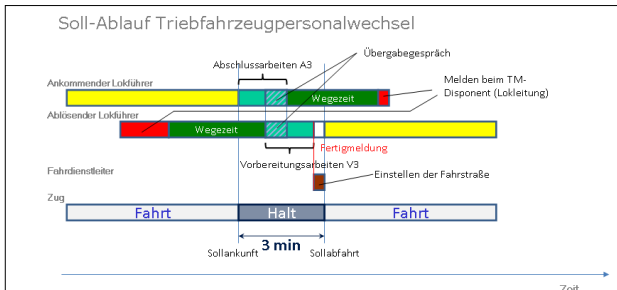 Soll-Ablauf Triebfahrzeugpersonalwechsel
Abschlussarbeiten A3
Übergabegespräch
Ankommender Lokführer
Melden beim TM-
Disponent (Lokleitung)
Wegezeit
Ablösender Lokführer
Wegezeit
Fertigmeldung
Vorbereitungsarbeiten V3
Fahrdienstleiter
Einstellen der Fahrstraße
Zug
Fahrt
Halt
Fahrt
3 min
Sollankunft
Sollabfahrt
Zeit